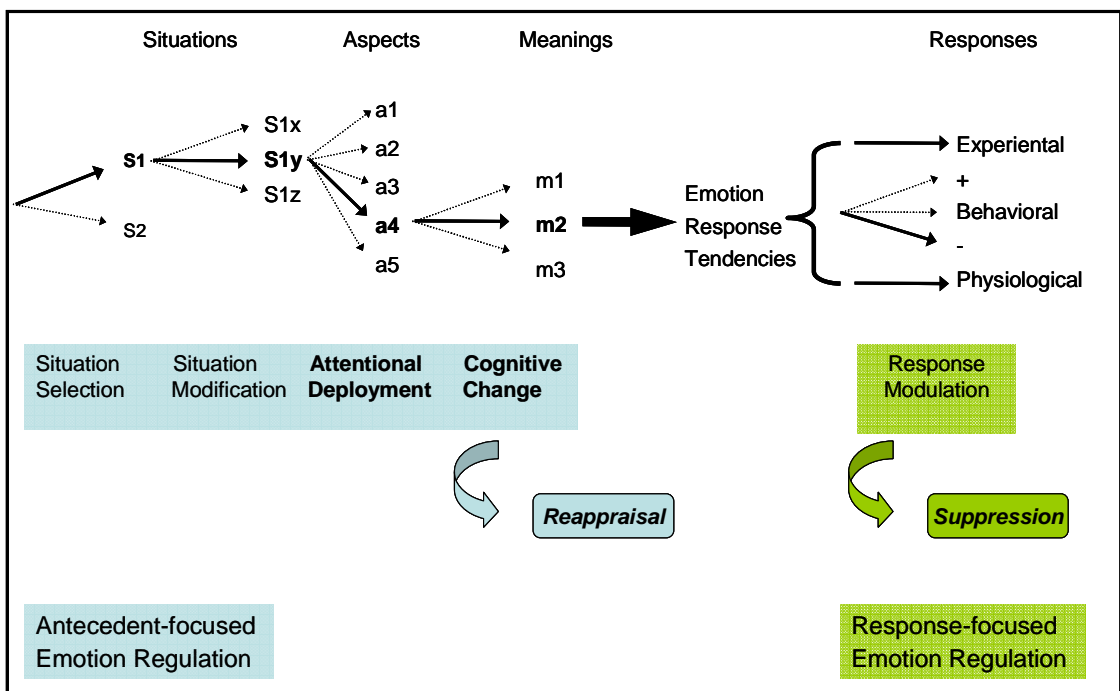 Situations Aspects Meanings Responses
a1
S1x
Experiental
S1 S1y a2
+
m1
S1z a3
Emotion
Behavioral
S2 a4 m2 Response
-
a5 m3 Tendencies
Physiological
Situation Situation Attentional Cognitive Response
Selection Modification Deployment Change Modulation
Reappraisal Suppression
Antecedent-focused Response-focused
Emotion Regulation Emotion Regulation